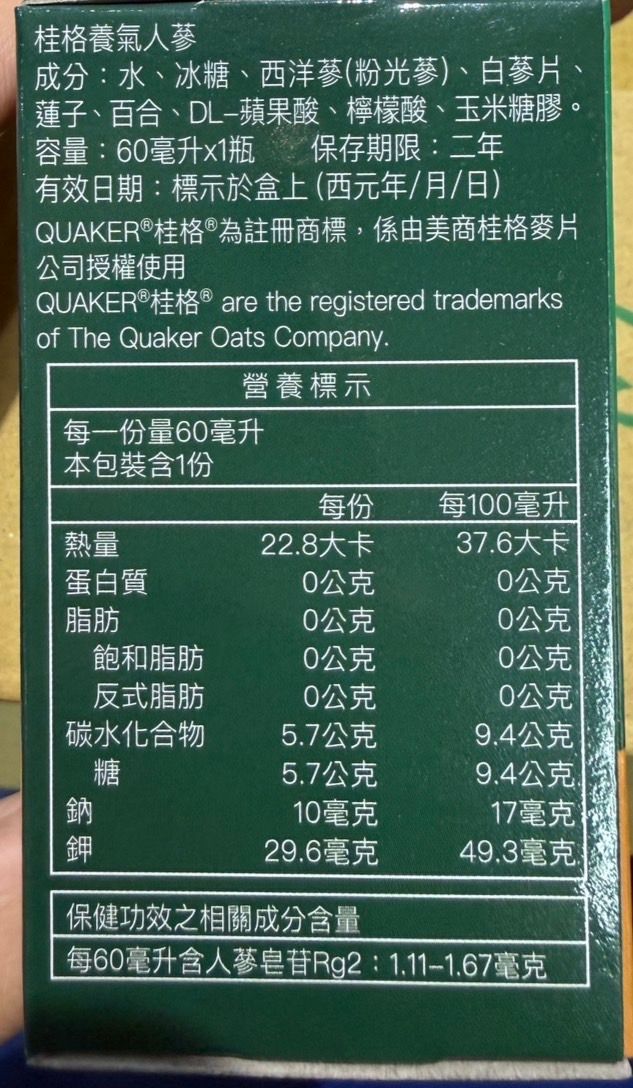 桂格養氣人蔘
成分：水、冰糖、西洋蔘(粉光蔘)、白蔘片、
蓮子、百合、DL-蘋果酸、檸檬酸、玉米糖膠。
容量：60毫升x1瓶 保存期限：二年
有效日期：標示於盒上 (西元年/月/日)
QUAKER®桂格®為註冊商標，係由美商桂格麥片
公司授權使用
QUAKER®桂格® are the registered trademarks
of The Quaker Oats Company.
營養標示
每一份量60毫升
本包裝含1份
每份 每100毫升
熱量 22.8大卡 37.6大卡
蛋白質 0公克 0公克
脂肪 0公克 0公克
飽和脂肪 0公克 0公克
反式脂肪 0公克 0公克
碳水化合物 5.7公克 9.4公克
糖 5.7公克 9.4公克
鈉 10毫克 17毫克
鉀 29.6毫克 49.3毫克
保健功效之相關成分含量
每60毫升含人蔘皂苷Rg2：1.11-1.67毫克